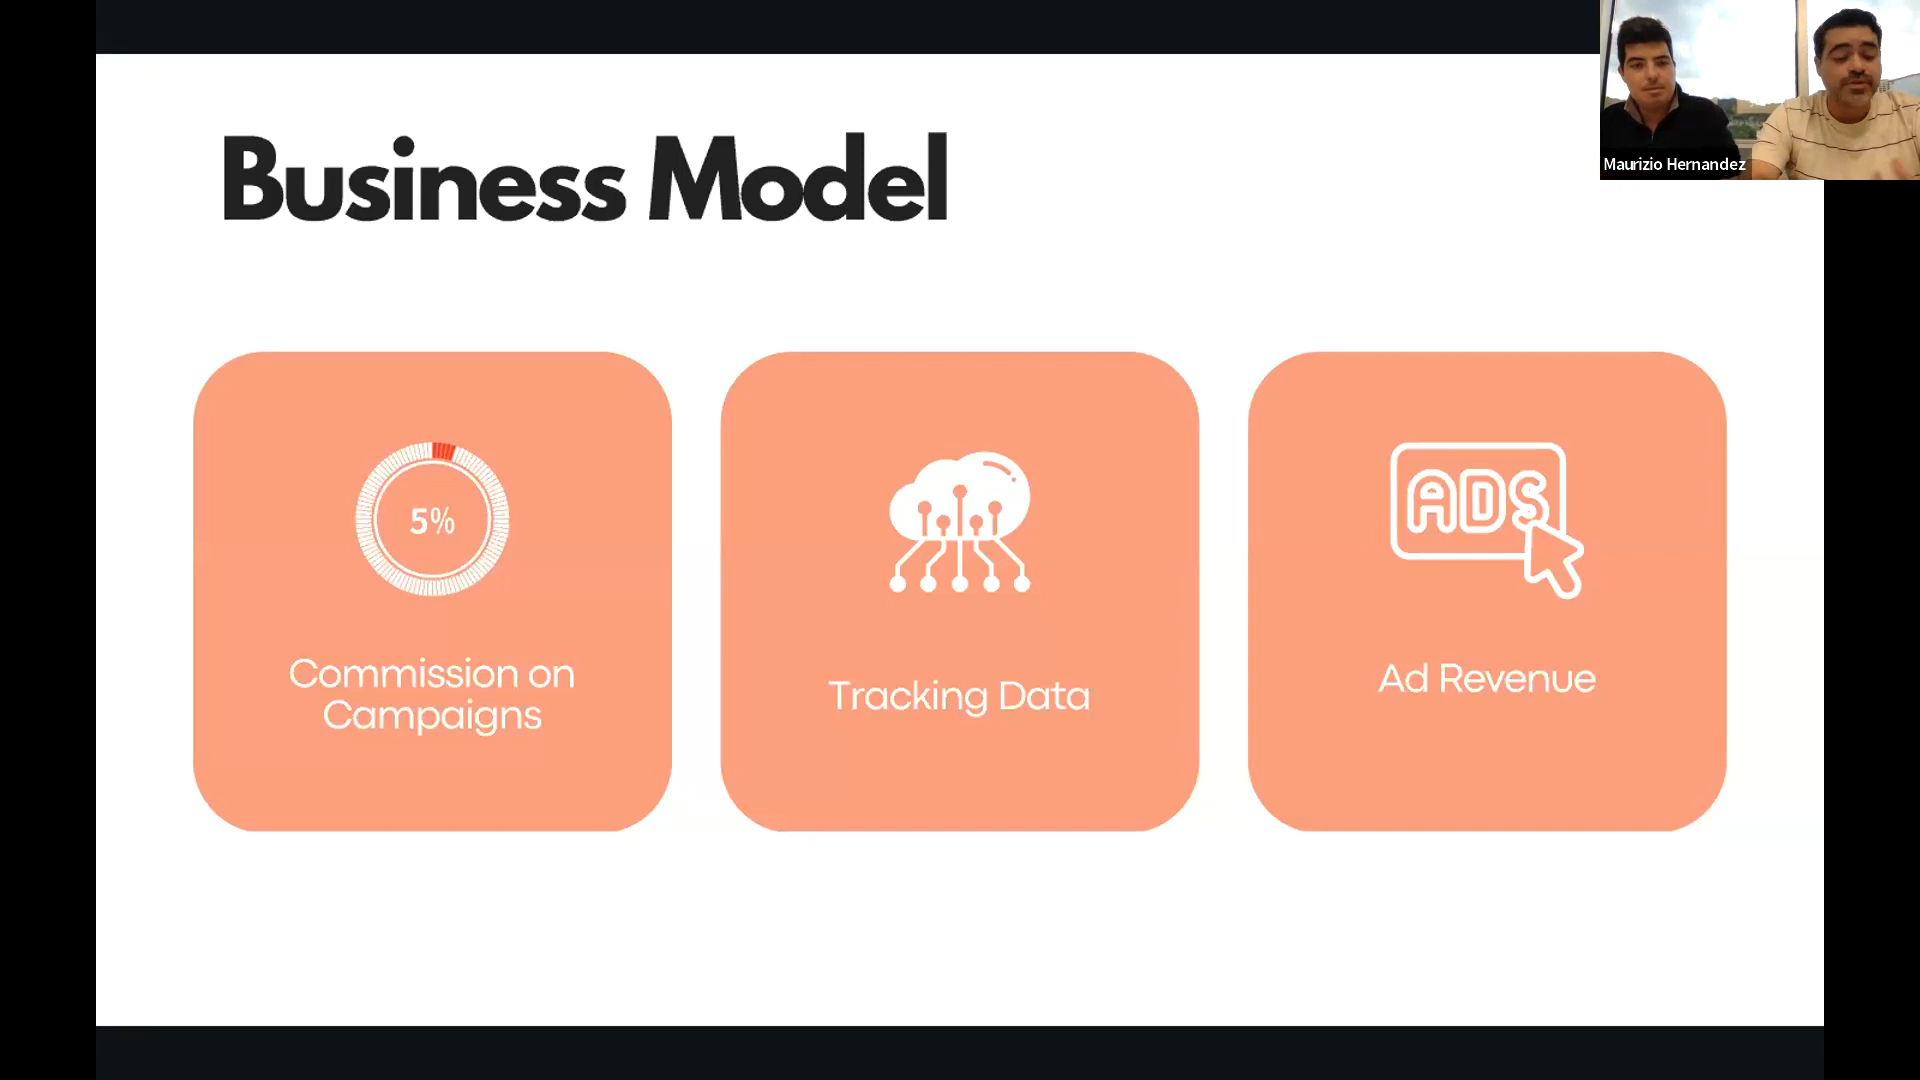 Business Model
Maurizio Hernandez
5%
ADS
Commission on
Campaigns
Tracking Data
Ad Revenue